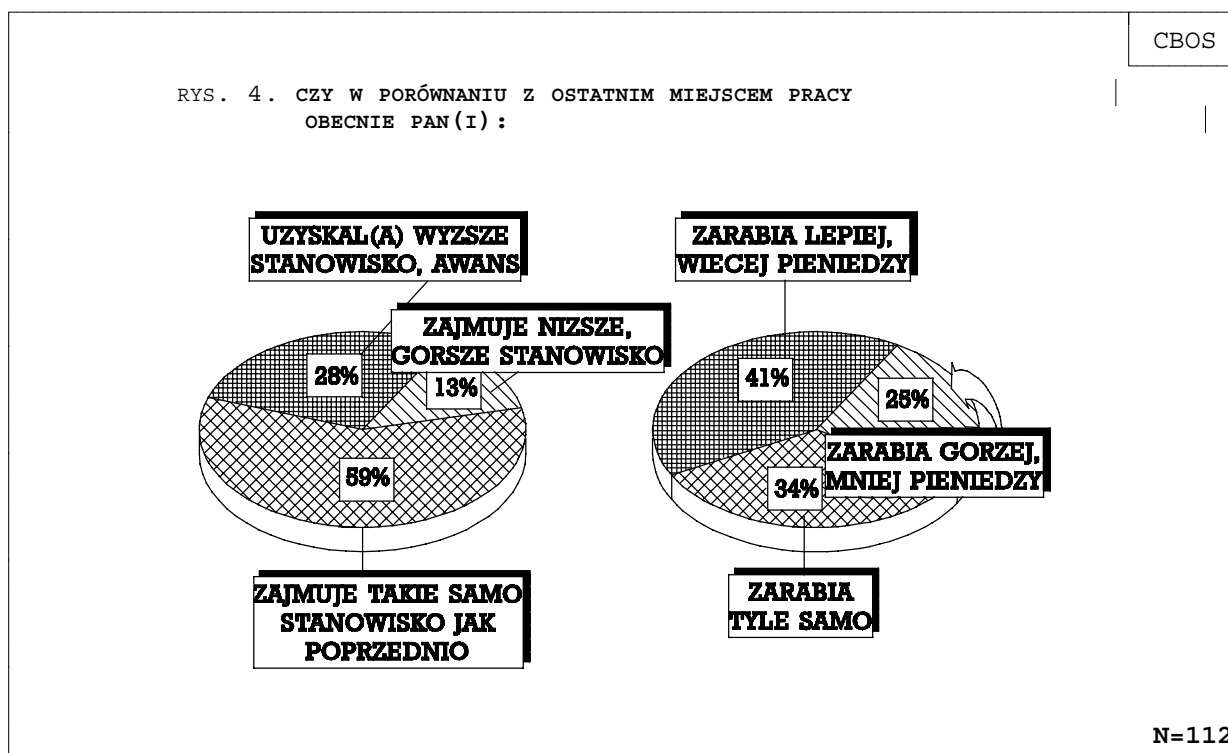 CBOS
RYS. 4. CZY W PORÓWNANIU Z OSTATNIM MIEJSCEM PRACY
OBECNIE PAN(I):
UZYSKAL(A) WYZSZE
STANOWISKO, AWANS
ZAJMUJE NIZSZE,
GORSZE STANOWISKO
28%
13%
59%
ZAJMUJE TAKIE SAMO
STANOWISKO JAK
POPRZEDNIO
ZARABIA LEPIEJ,
WIECEJ PIENIEDZY
41%
25%
ZARABIA GORZEJ,
MNIEJ PIENIEDZY
34%
ZARABIA
TYLE SAMO
N=112